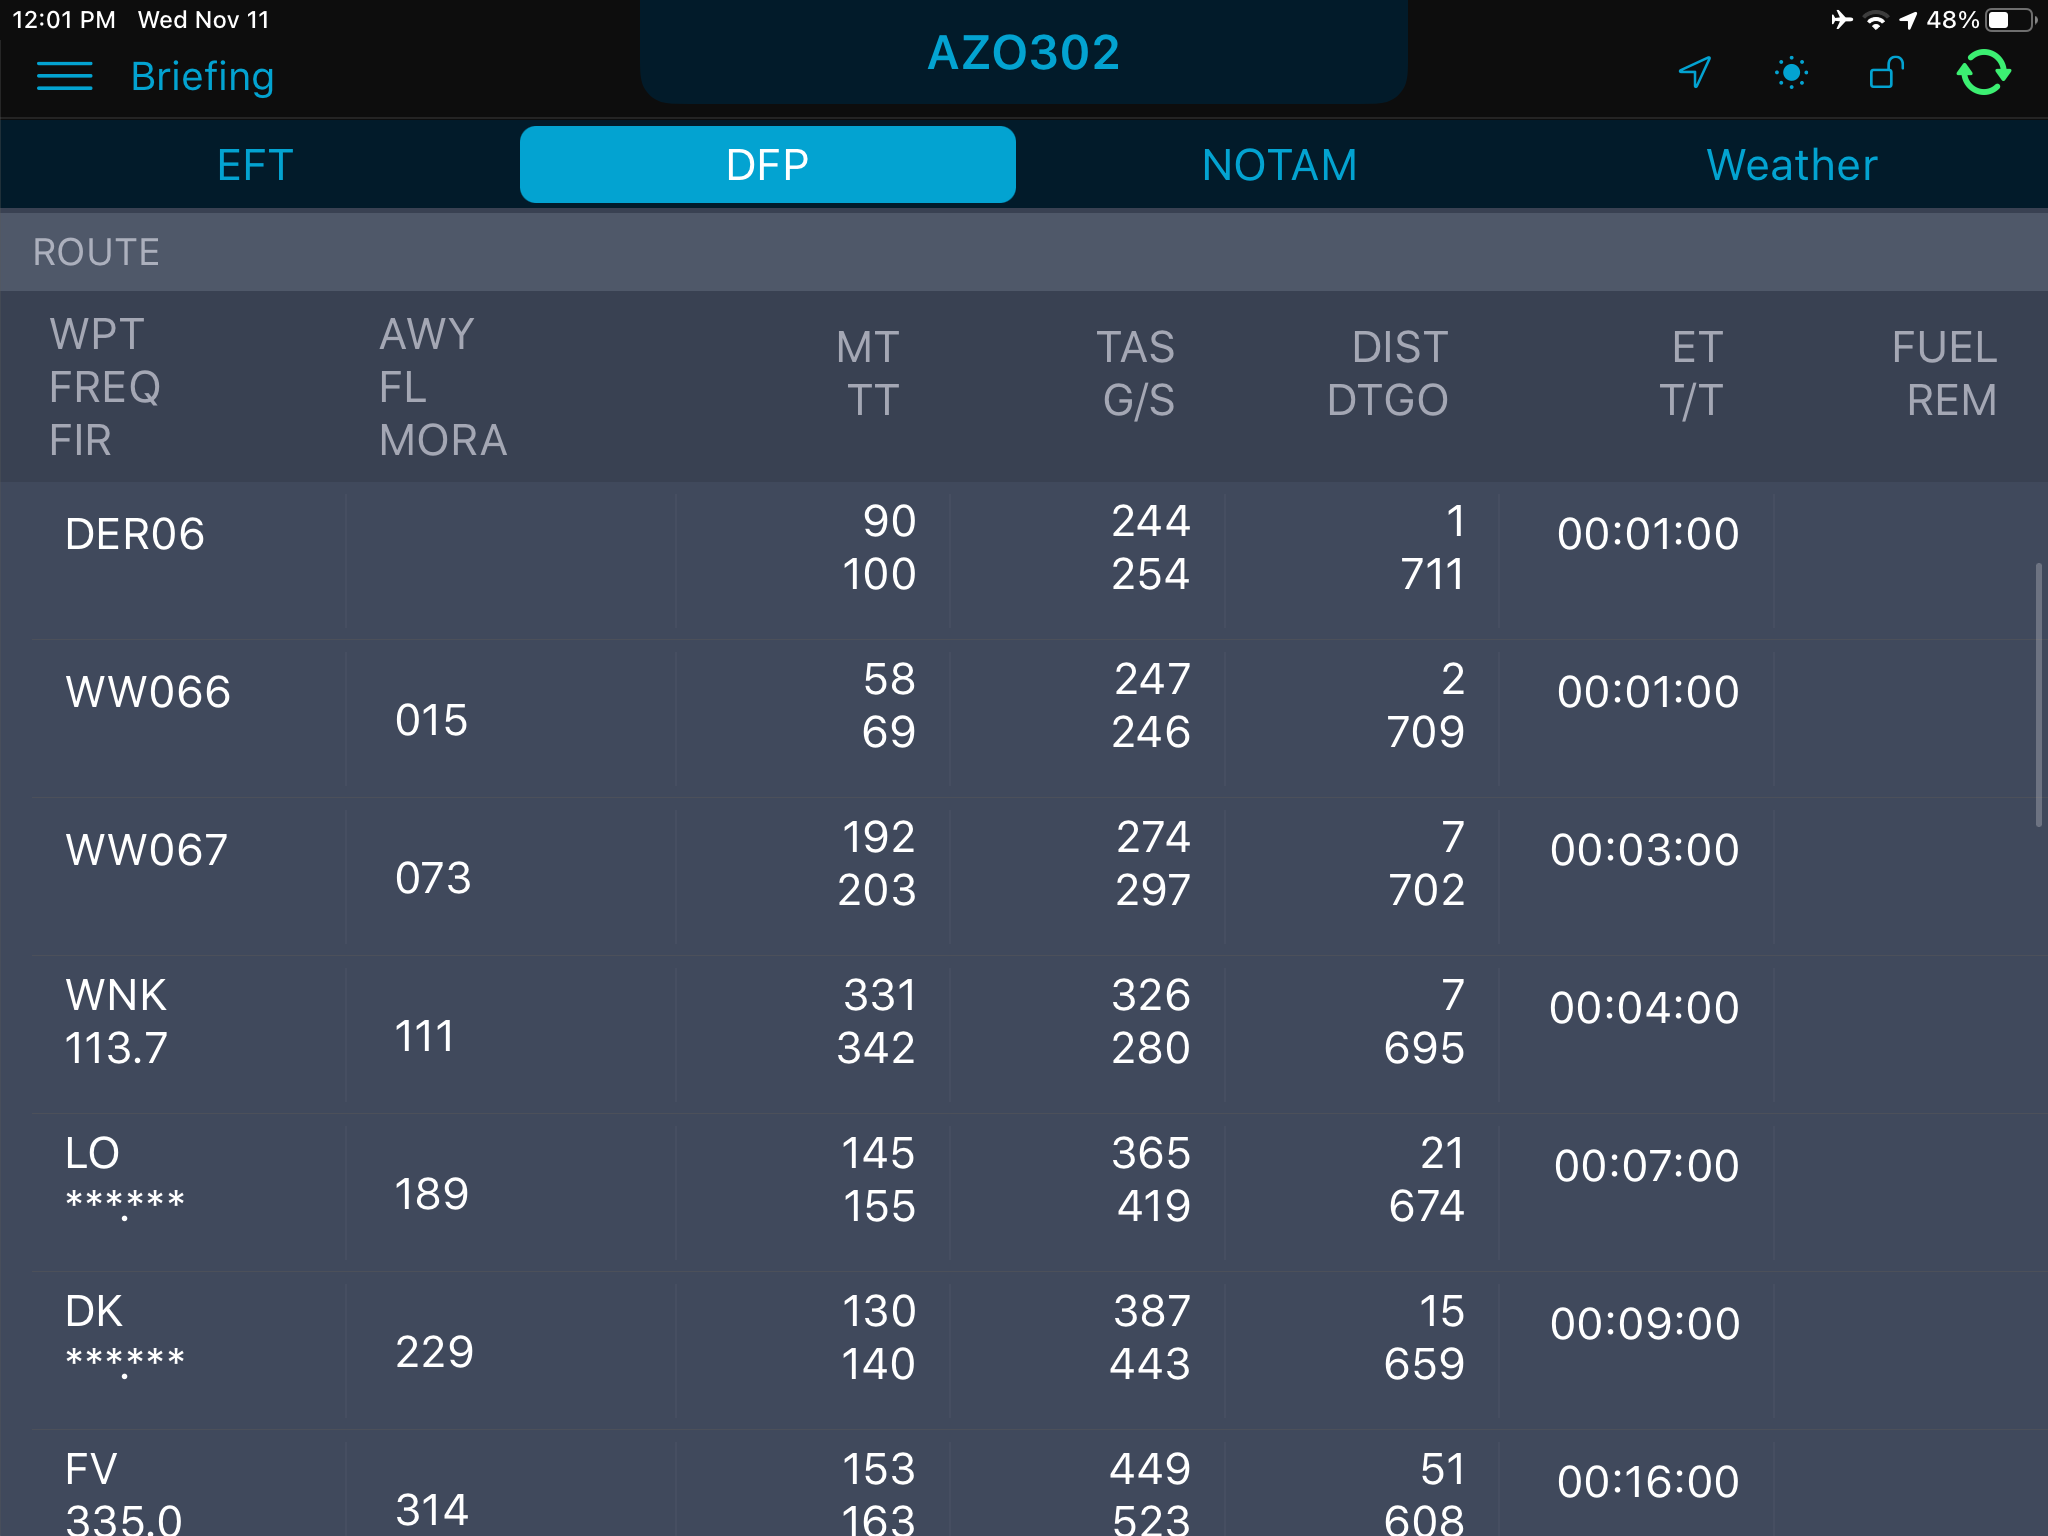 12:01 PM Wed Nov 11
48%
Briefing
AZO302
EFT DFP NOTAM Weather
ROUTE
WPT AWY MT TAS DIST ET FUEL
FREQ FL TT G/S DTGO T/T REM
FIR MORA
DER06 90 244 1 00:01:00
100 254 711
WW066 015 58 247 2 00:01:00
69 246 709
WW067 073 192 274 7 00:03:00
203 297 702
WNK 111 331 326 7 00:04:00
113.7 342 280 695
LO 189 145 365 21 00:07:00
***.*** 155 419 674
DK 229 130 387 15 00:09:00
***.*** 140 443 659
FV 314 153 449 51 00:16:00
335.0 163 523 608